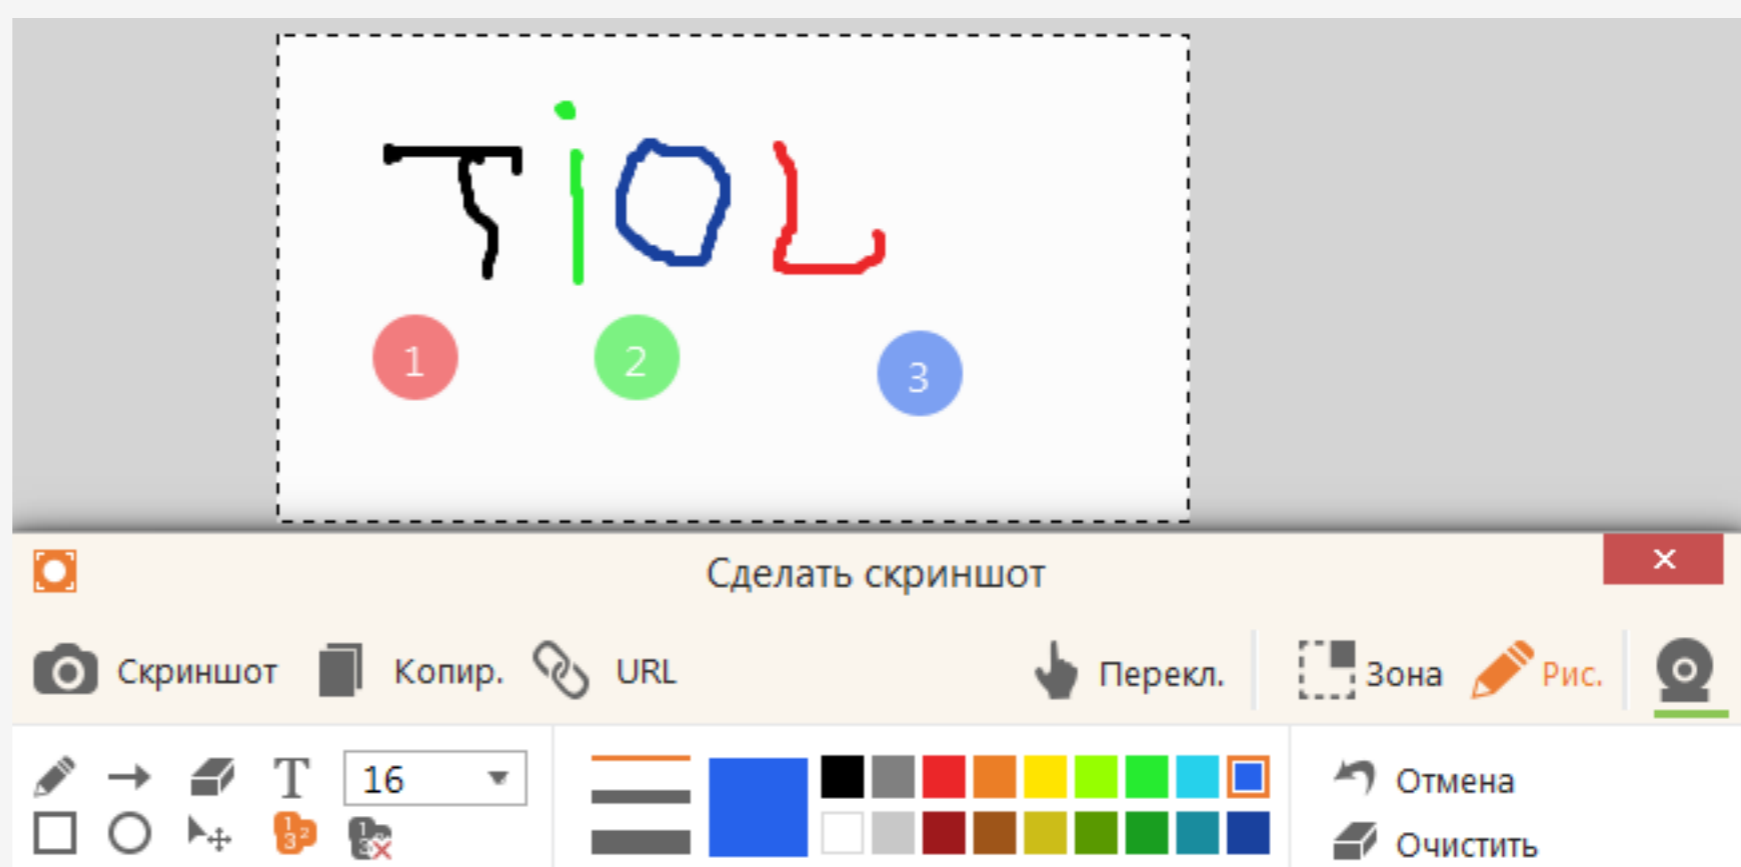 TiOL
1 2 3
Сделать скриншот
Скриншот Копир. URL Перекл. Зона Рис.
T 16 Отмена
Очистить